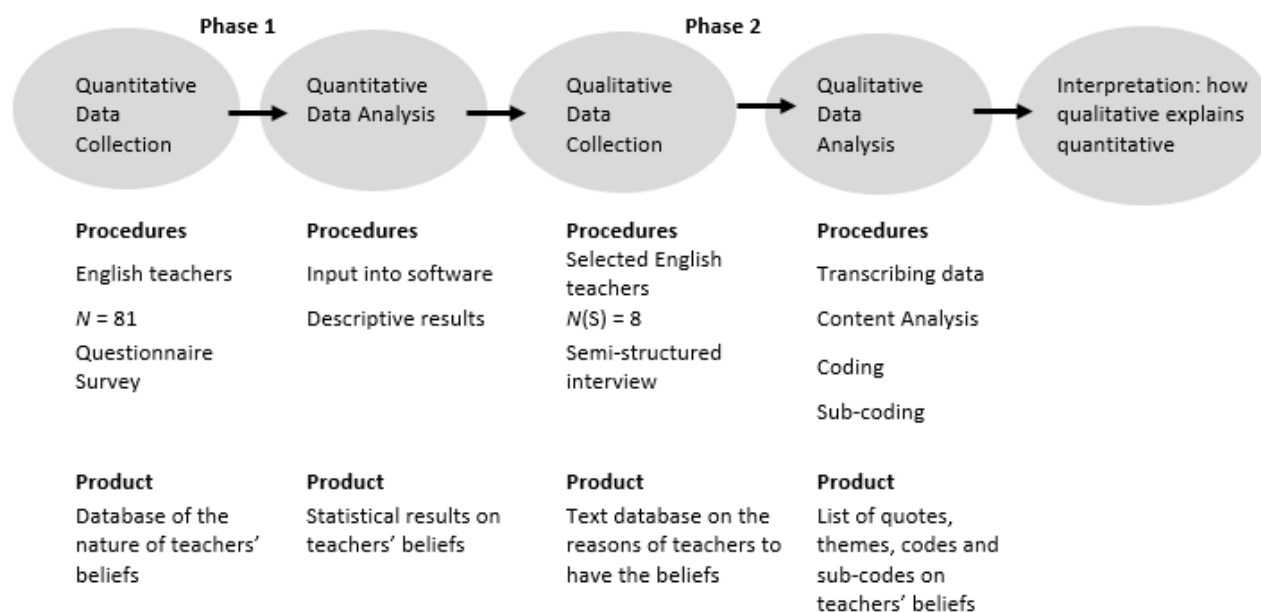 Phase 1
Phase 2
Quantitative
Data
Collection
Quantitative
Data Analysis
Qualitative
Data
Collection
Qualitative
Data
Analysis
Interpretation: how
qualitative explains
quantitative
Procedures
English teachers
N = 81
Questionnaire
Survey
Procedures
Input into software
Descriptive results
Procedures
Selected English
teachers
N(S) = 8
Semi-structured
interview
Procedures
Transcribing data
Content Analysis
Coding
Sub-coding
Product
Database of the
nature of teachers’
beliefs
Product
Statistical results on
teachers’ beliefs
Product
Text database on the
reasons of teachers to
have the beliefs
Product
List of quotes,
themes, codes and
sub-codes on
teachers’ beliefs